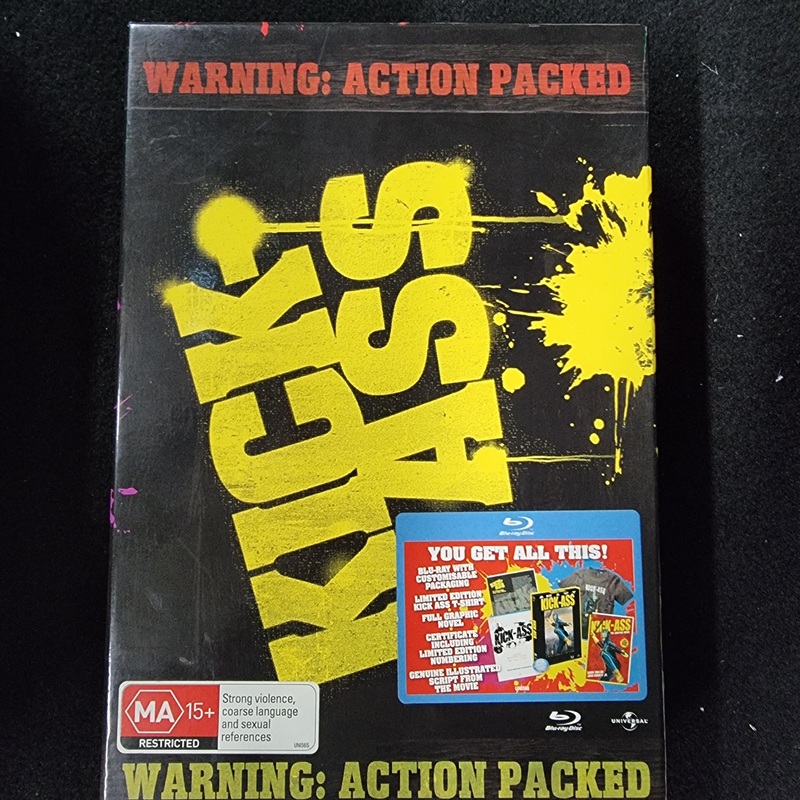 WARNING: ACTION PACKED
KICK-
ASS
Blu-ray Disc
YOU GET ALL THIS!
BLU-RAY WITH
CUSTOMISABLE
PACKAGING
LIMITED EDITION
KICK ASS T-SHIRT
FULL GRAPHIC
NOVEL
CERTIFICATE
INCLUDING
LIMITED EDITION
NUMBERING
GENUINE ILLUSTRATED
SCRIPT FROM
THE MOVIE
KICK-ASS
KICK-ASS
KICK-ASS
KICK-ASS
MA 15+
RESTRICTED
Strong violence,
coarse language
and sexual
references
Blu-ray Disc
UNIVERSAL
WARNING: ACTION PACKED